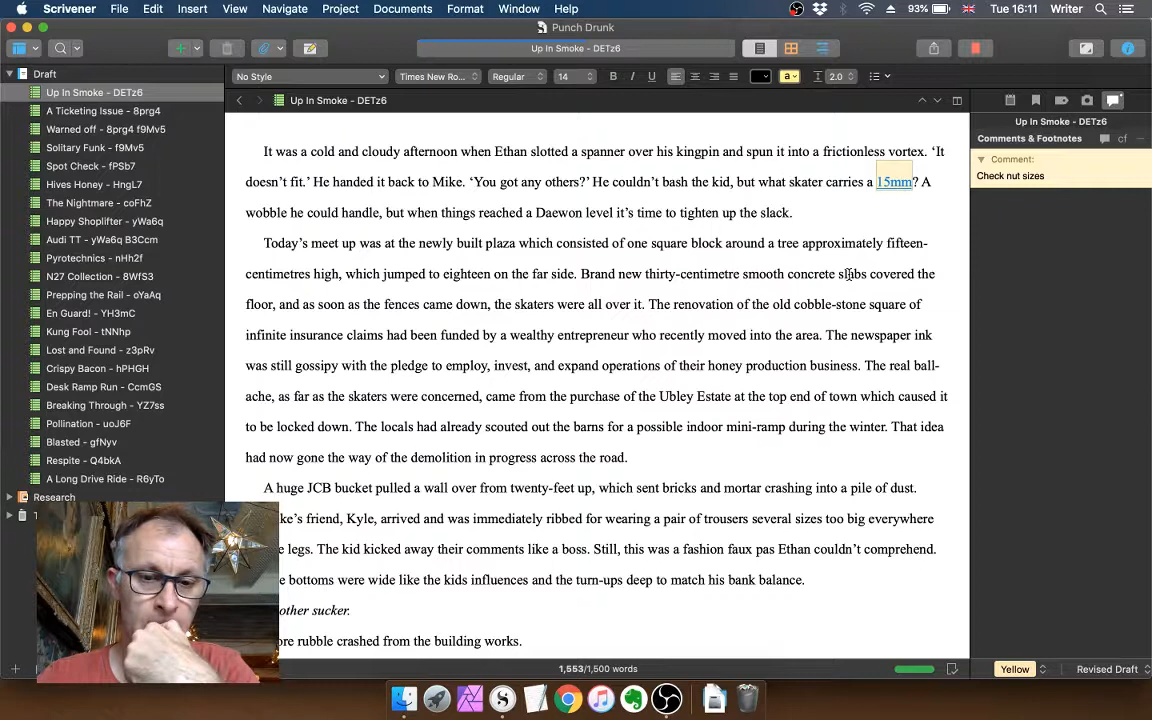 Scrivener File Edit Insert View Navigate Project Documents Format Window Help 93% Tue 16:11 Writer
Punch Drunk
Up In Smoke - DETz6
No Style Times New Ro... Regular 14 B I U a 2.0
Draft
Up In Smoke - DETz6
A Ticketing Issue - 8prg4
Warned off - 8prg4 f9Mv5
Solitary Funk - f9Mv5
Spot Check - fPSb7
Hives Honey - HngL7
The Nightmare - coFhZ
Happy Shoplifter - yWa6q
Audi TT - yWa6q B3Ccm
Pyrotechnics - nHh2f
N27 Collection - 8WfS3
Prepping the Rail - oYaAq
En Guard! - YH3mC
Kung Fool - tNNhp
Lost and Found - z3pRv
Crispy Bacon - hPHGH
Desk Ramp Run - CcmGS
Breaking Through - YZ7ss
Pollination - uoJ6F
Blasted - gfNyv
Respite - Q4bkA
A Long Drive Ride - R6yTo
Research
Up In Smoke - DETz6
It was a cold and cloudy afternoon when Ethan slotted a spanner over his kingpin and spun it into a frictionless vortex. ‘It
doesn’t fit.’ He handed it back to Mike. ‘You got any others?’ He couldn’t bash the kid, but what skater carries a 15mm? A
wobble he could handle, but when things reached a Daewon level it’s time to tighten up the slack.
Today’s meet up was at the newly built plaza which consisted of one square block around a tree approximately fifteen-
centimetres high, which jumped to eighteen on the far side. Brand new thirty-centimetre smooth concrete slabs covered the
floor, and as soon as the fences came down, the skaters were all over it. The renovation of the old cobble-stone square of
infinite insurance claims had been funded by a wealthy entrepreneur who recently moved into the area. The newspaper ink
was still gossipy with the pledge to employ, invest, and expand operations of their honey production business. The real ball-
ache, as far as the skaters were concerned, came from the purchase of the Ubley Estate at the top end of town which caused it
to be locked down. The locals had already scouted out the barns for a possible indoor mini-ramp during the winter. That idea
had now gone the way of the demolition in progress across the road.
A huge JCB bucket pulled a wall over from twenty-feet up, which sent bricks and mortar crashing into a pile of dust.
ke’s friend, Kyle, arrived and was immediately ribbed for wearing a pair of trousers several sizes too big everywhere
e legs. The kid kicked away their comments like a boss. Still, this was a fashion faux pas Ethan couldn’t comprehend.
e bottoms were wide like the kids influences and the turn-ups deep to match his bank balance.
other sucker.
ore rubble crashed from the building works.
1,553/1,500 words
Up In Smoke - DETz6
Comments & Footnotes cf
Comment:
Check nut sizes
Yellow Revised Draft